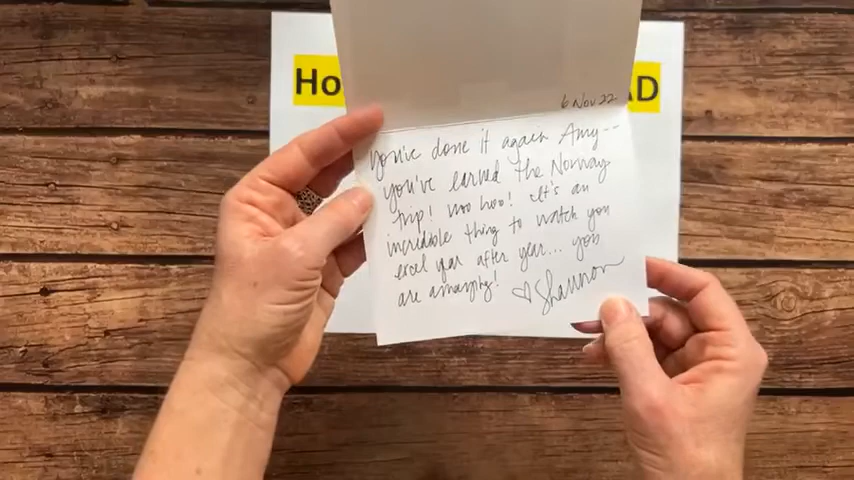 Ho
AD
6 Nov 22
You've done it again Amy--
you've earned the Norway
trip! Woo hoo! It's an
incredible thing to watch you
excel year after year... you
are amazing! ♡ Shannon